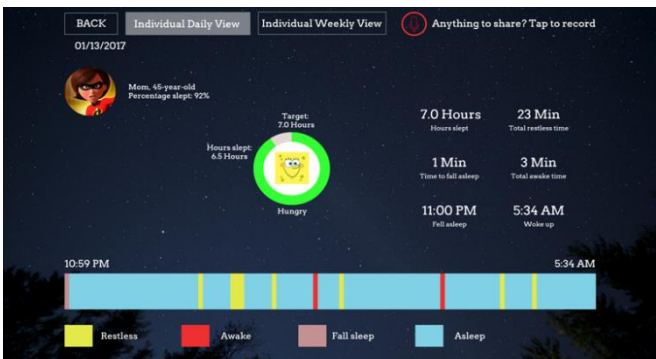 BACK
Individual Daily View
Individual Weekly View
Anything to share? Tap to record
01/13/2017
Mom, 45-year-old
Percentage slept: 92%
Target:
7.0 Hours
Hours slept:
6.5 Hours
Hungry
7.0 Hours
Hours slept
23 Min
Total restless time
1 Min
Time to fall asleep
3 Min
Total awake time
11:00 PM
Fell asleep
5:34 AM
Woke up
10:59 PM
5:34 AM
Restless
Awake
Fall sleep
Asleep